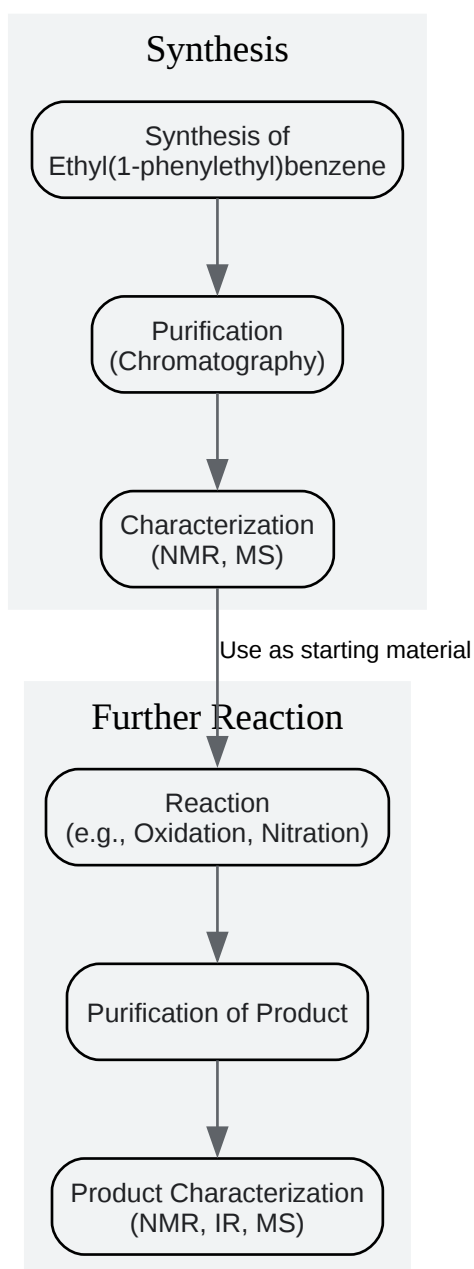 Synthesis
Synthesis of
Ethyl(1-phenylethyl)benzene
Purification
(Chromatography)
Characterization
(NMR, MS)
Use as starting material
Further Reaction
Reaction
(e.g., Oxidation, Nitration)
Purification of Product
Product Characterization
(NMR, IR, MS)